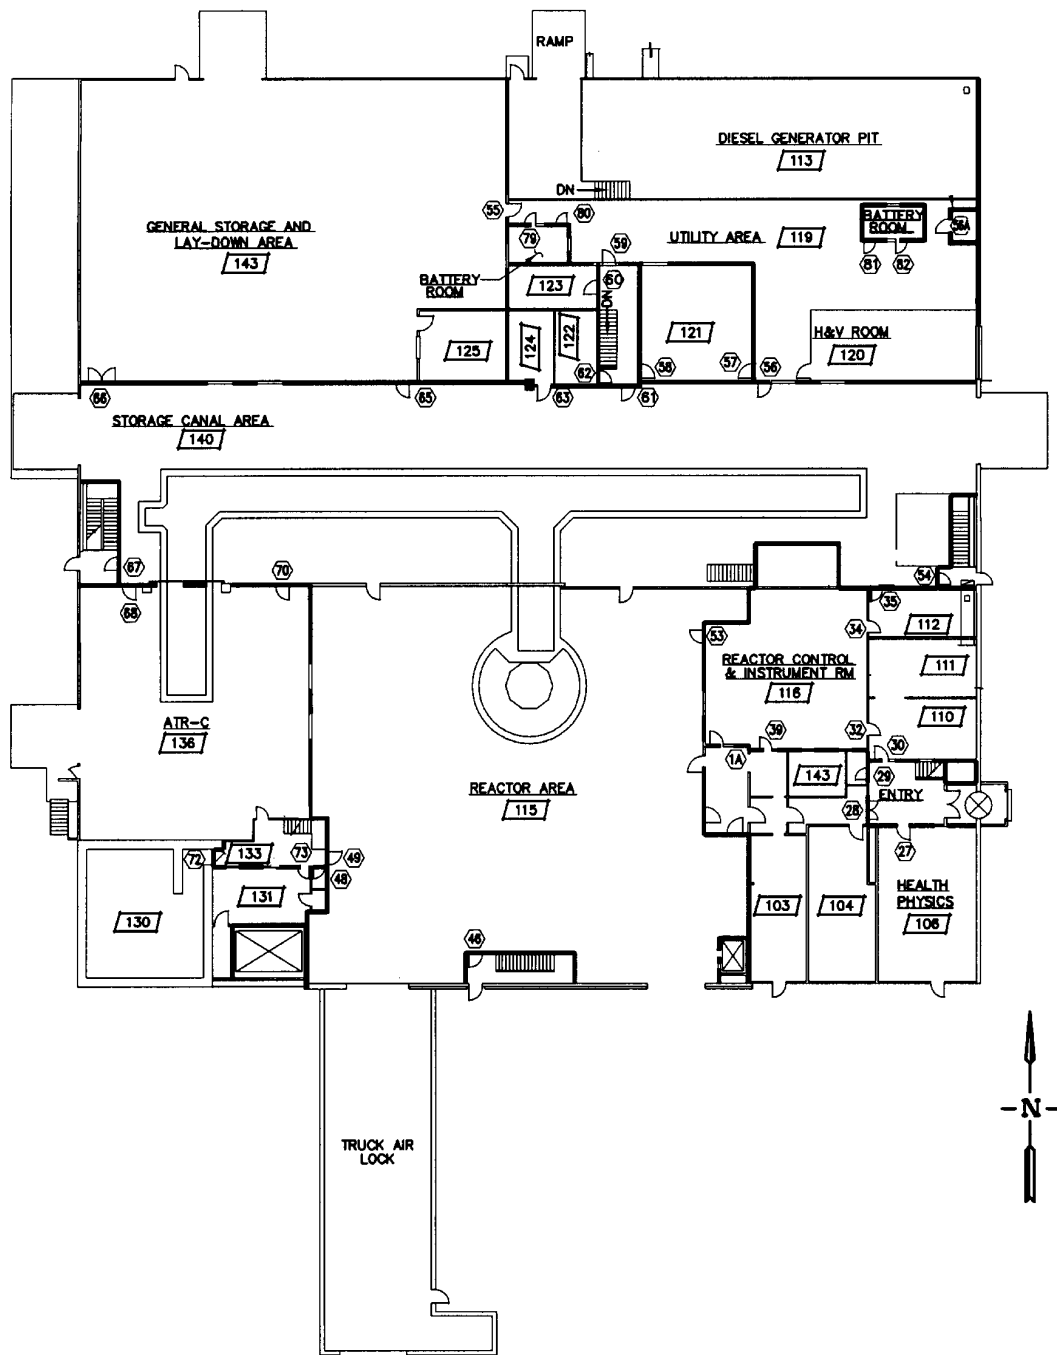 RAMP
DIESEL GENERATOR PIT
113
DN
55
80
GENERAL STORAGE AND
LAY-DOWN AREA
143
79
59
UTILITY AREA
119
BATTERY
ROOM
56A
81
82
BATTERY
ROOM
123
60
DN
125
124
122
121
H&V ROOM
120
62
58
57
56
66
65
63
61
STORAGE CANAL AREA
140
67
70
54
68
35
112
34
53
REACTOR CONTROL
& INSTRUMENT RM
116
111
110
ATR-C
136
39
32
30
1A
143
29
ENTRY
REACTOR AREA
115
28
27
133
73
49
72
48
131
130
103
104
HEALTH
PHYSICS
106
46
N
TRUCK AIR
LOCK